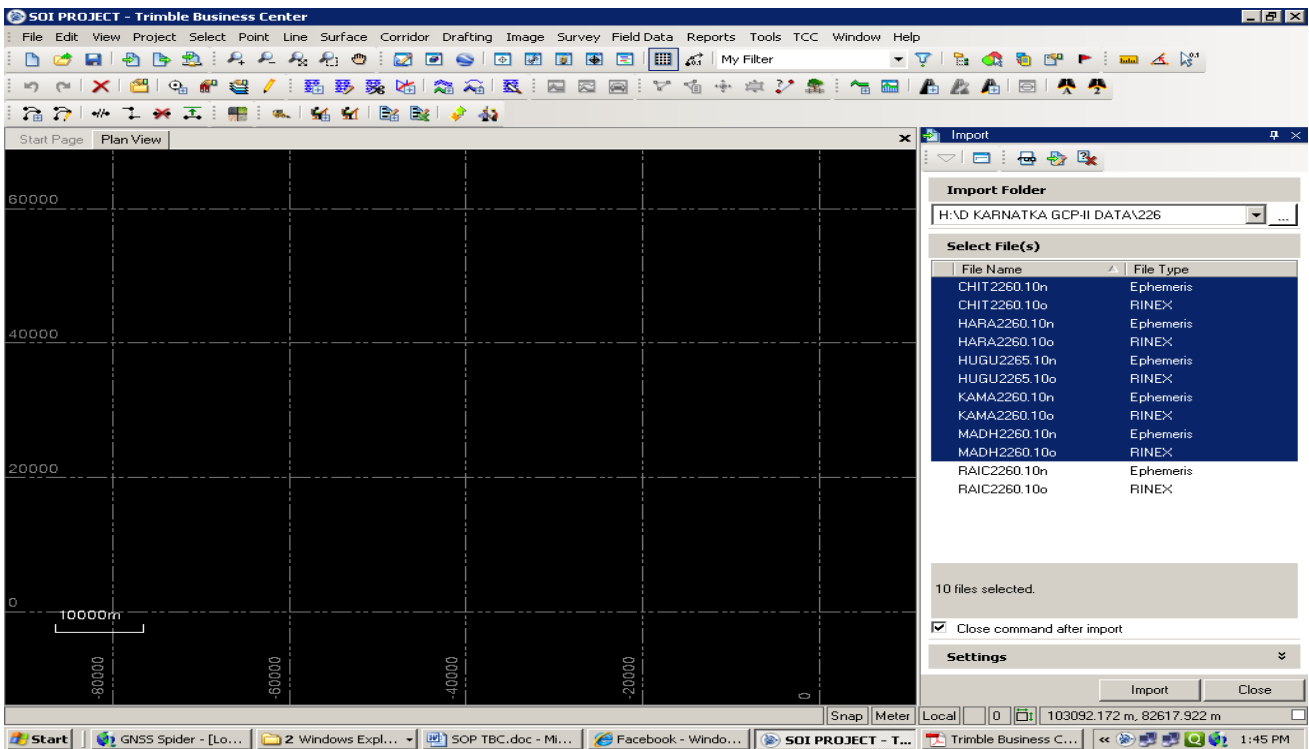 SOI PROJECT - Trimble Business Center
File Edit View Project Select Point Line Surface Corridor Drafting Image Survey Field Data Reports Tools TCC Window Help
My Filter
Start Page Plan View
Import
Import Folder
H:\D KARNATKA GCP-II DATA\226
...
Select File(s)
File Name File Type
CHIT2260.10n Ephemeris
CHIT2260.10o RINEX
HARA2260.10n Ephemeris
HARA2260.10o RINEX
HUGU2265.10n Ephemeris
HUGU2265.10o RINEX
KAMA2260.10n Ephemeris
KAMA2260.10o RINEX
MADH2260.10n Ephemeris
MADH2260.10o RINEX
RAIC2260.10n Ephemeris
RAIC2260.10o RINEX
10 files selected.
Close command after import
Settings
Import Close
60000
40000
20000
0
10000m
-80000
-60000
-40000
-20000
0
Snap Meter Local 0 103092.172 m, 82617.922 m
Start GNSS Spider - [Lo... 2 Windows Expl... SOP TBC.doc - Mi... Facebook - Windo... SOI PROJECT - T... Trimble Business C... « 1:45 PM